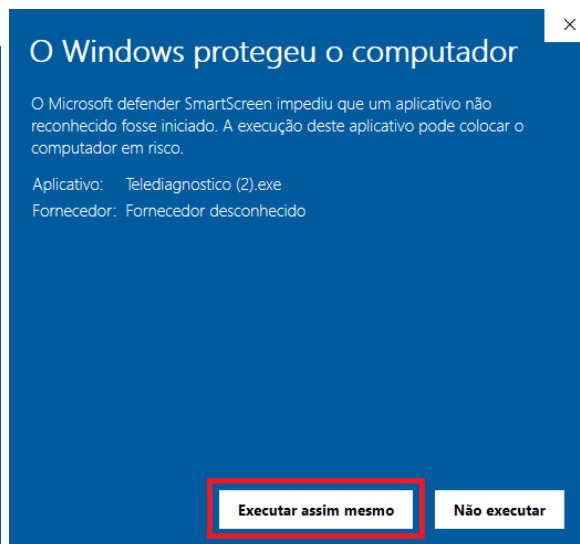 O Windows protegeu o computador
O Microsoft defender SmartScreen impediu que um aplicativo não
reconhecido fosse iniciado. A execução deste aplicativo pode colocar o
computador em risco.
Aplicativo: Telediagnostico (2).exe
Fornecedor: Fornecedor desconhecido
Executar assim mesmo Não executar